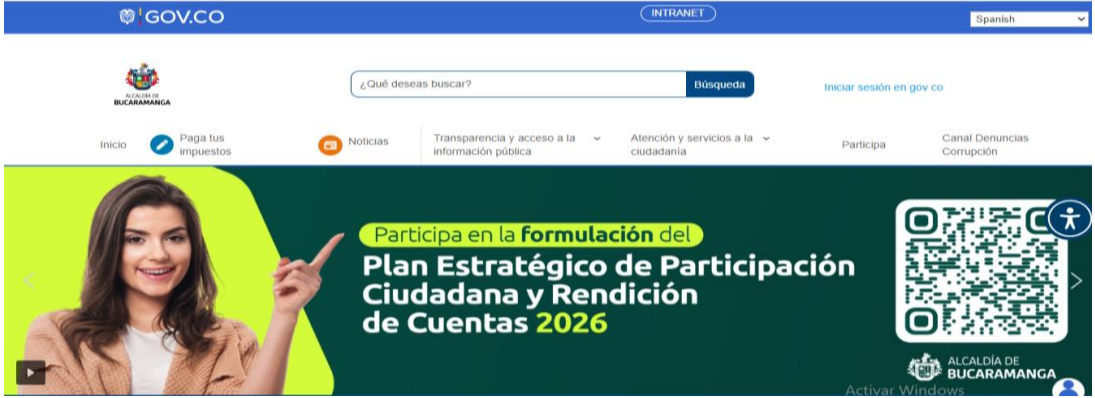 GOV.CO
INTRANET
Spanish
ALCALDÍA DE
BUCARAMANGA
¿Qué deseas buscar?
Búsqueda
Iniciar sesión en gov co
Inicio
Paga tus
impuestos
Noticias
Transparencia y acceso a la
información pública
Atención y servicios a la
ciudadanía
Participa
Canal Denuncias
Corrupción
Participa en la formulación del
Plan Estratégico de Participación
Ciudadana y Rendición
de Cuentas 2026
ALCALDÍA DE
BUCARAMANGA
Activar Windows